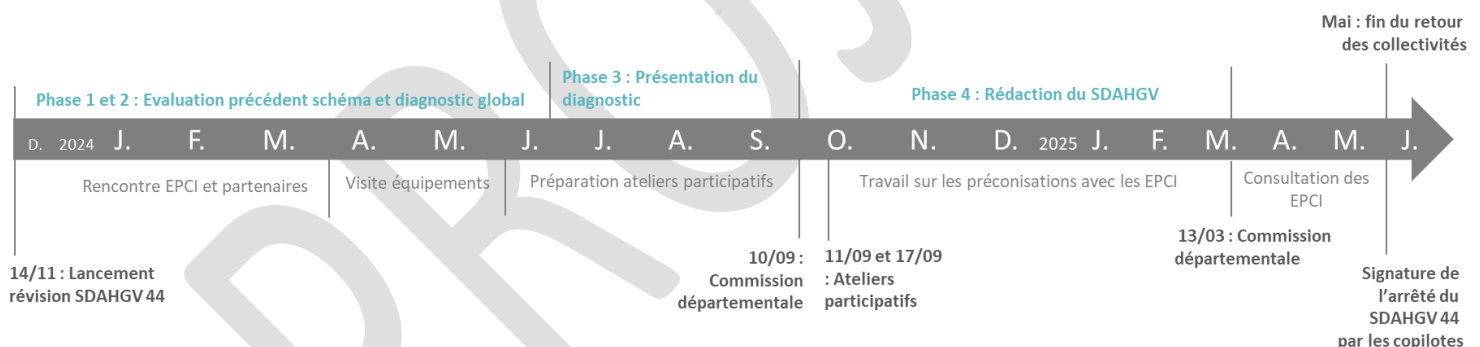 Mai : fin du retour
des collectivités
Phase 1 et 2 : Evaluation précédent schéma et diagnostic global
Phase 3 : Présentation du
diagnostic
Phase 4 : Rédaction du SDAHGV
D. 2024 J. F. M. A. M. J. J. A. S. O. N. D. 2025 J. F. M. A. M. J.
Rencontre EPCI et partenaires
Visite équipements
Préparation ateliers participatifs
Travail sur les préconisations avec les EPCI
Consultation des
EPCI
14/11 : Lancement
révision SDAHGV 44
10/09 :
Commission
départementale
11/09 et 17/09
: Ateliers
participatifs
13/03 : Commission
départementale
Signature de
l'arrêté du
SDAHGV 44
par les copilotes